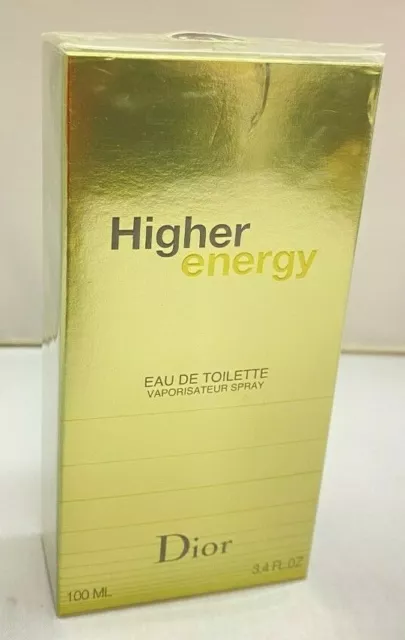 Higher
energy
EAU DE TOILETTE
VAPORISATEUR SPRAY
Dior
100 ML
3.4 FL.OZ